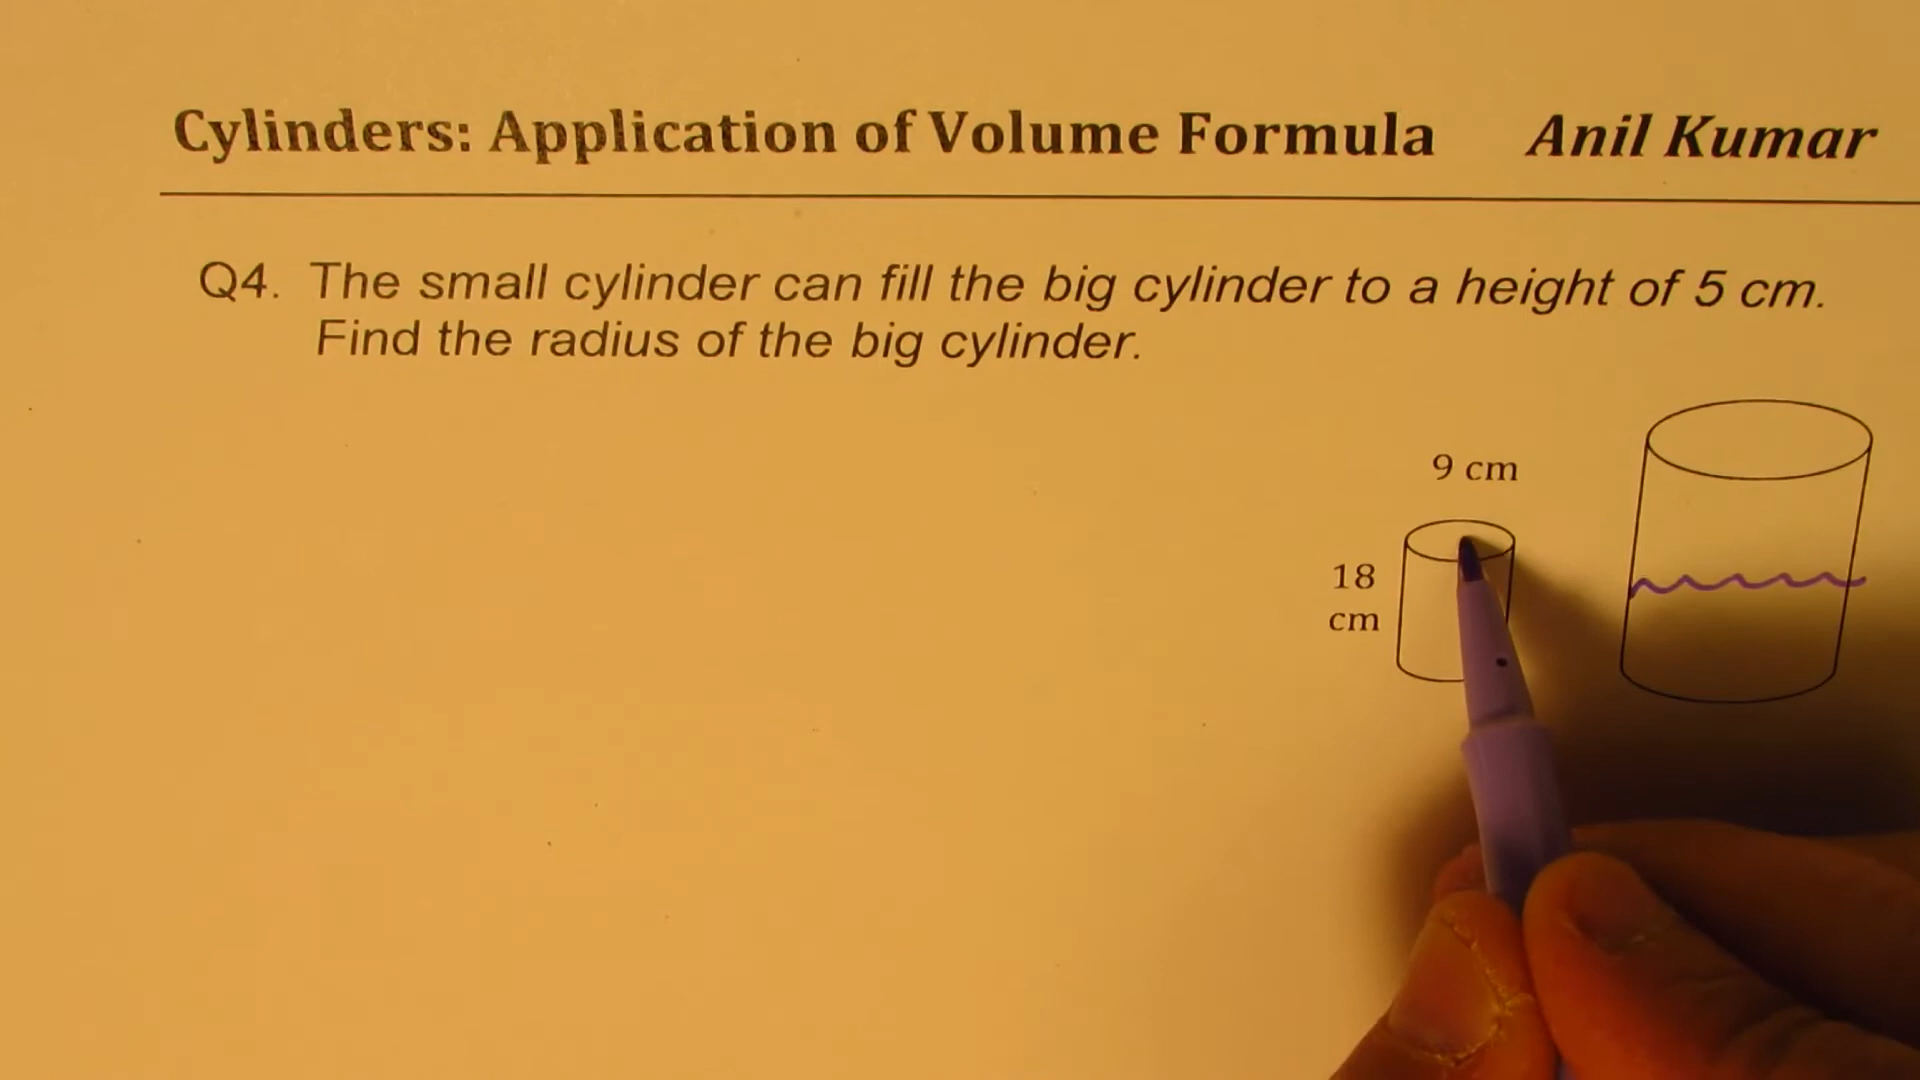 Cylinders: Application of Volume Formula Anil Kumar
Q4. The small cylinder can fill the big cylinder to a height of 5 cm.
Find the radius of the big cylinder.
9 cm
18
cm